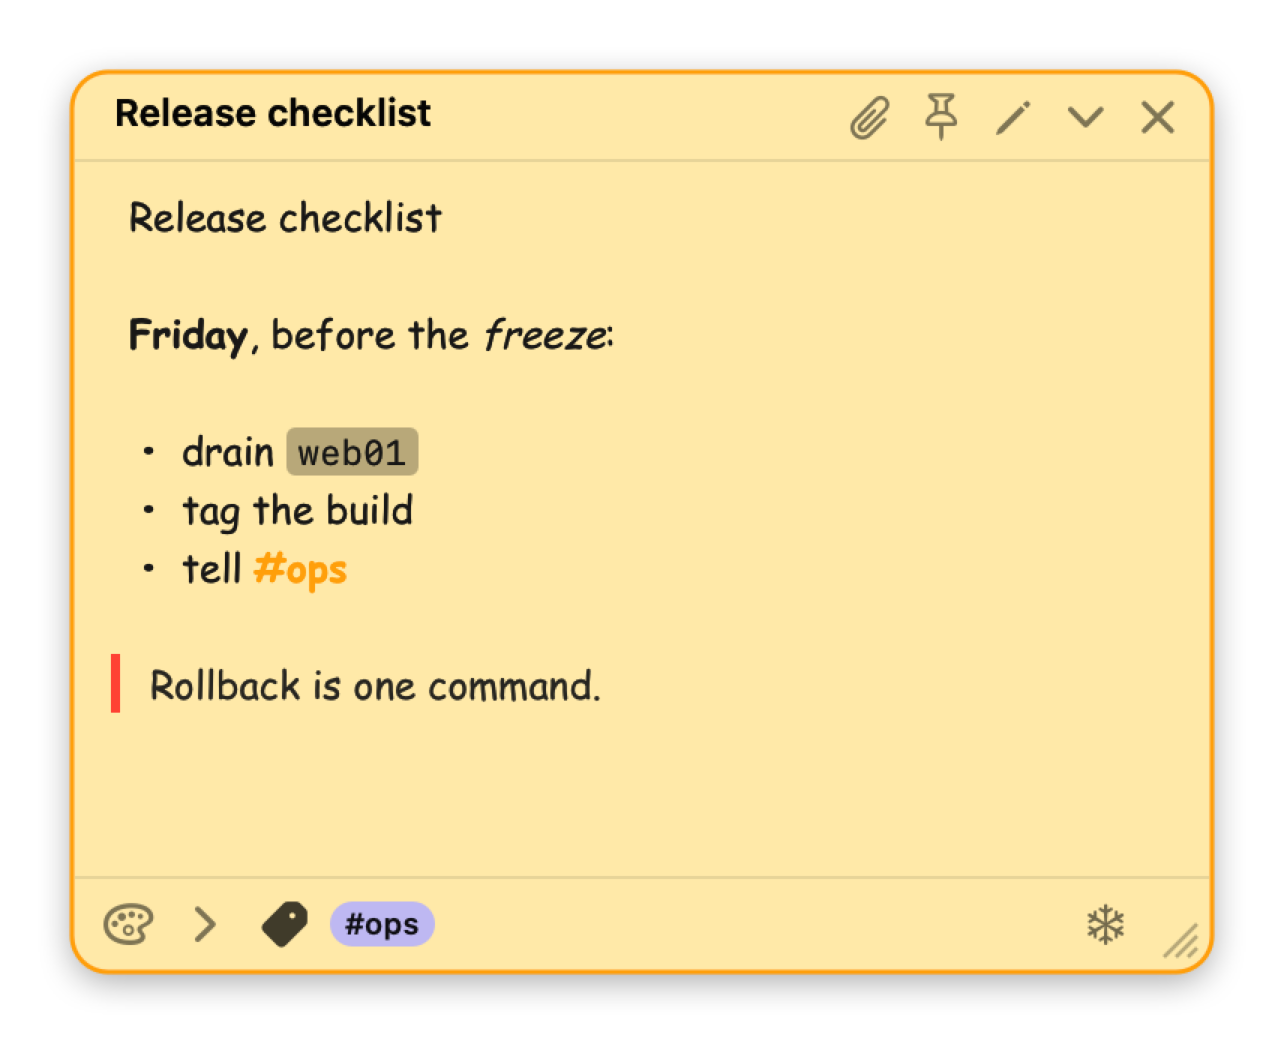 Release checklist
Release checklist
Friday, before the freeze:
• drain web01
• tag the build
• tell #ops
Rollback is one command.
#ops